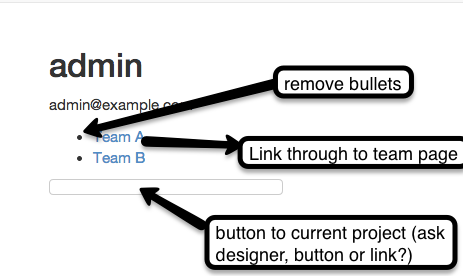 admin
remove bullets
admin@example.co
Team A
Link through to team page
Team B
button to current project (ask
designer, button or link?)